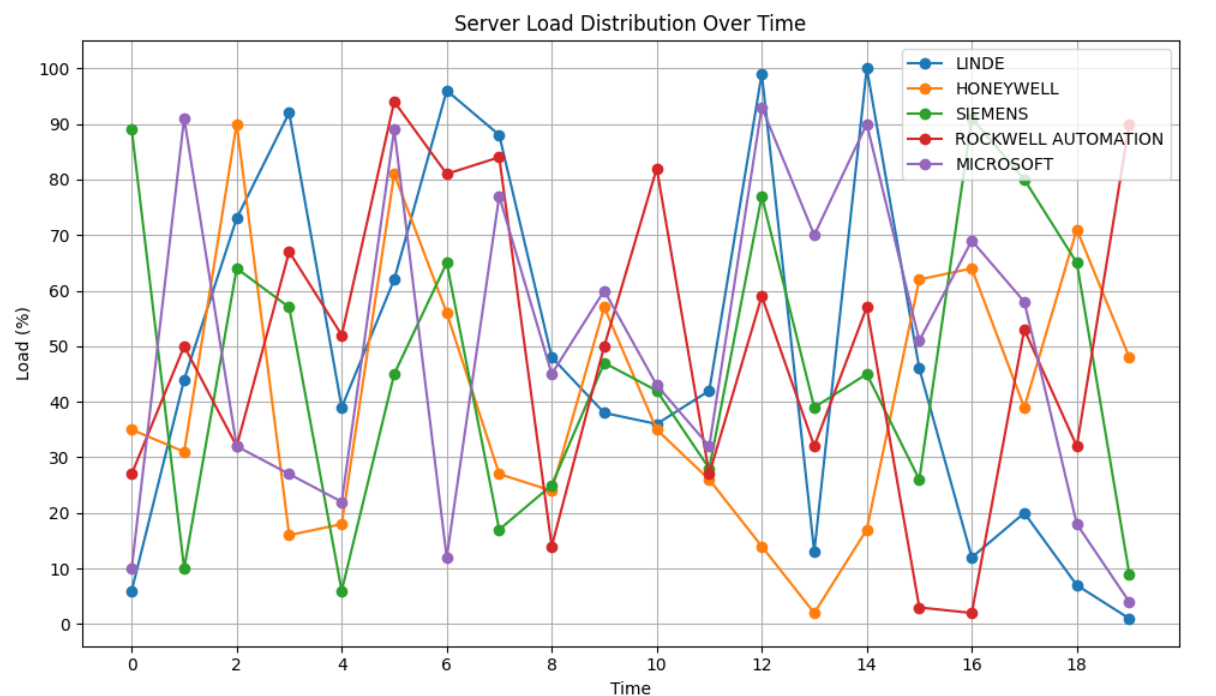 Server Load Distribution Over Time
100
90
80
70
60
50
40
30
20
10
0
Load (%)
LINDE
HONEYWELL
SIEMENS
ROCKWELL AUTOMATION
MICROSOFT
0 2 4 6 8 10 12 14 16 18
Time